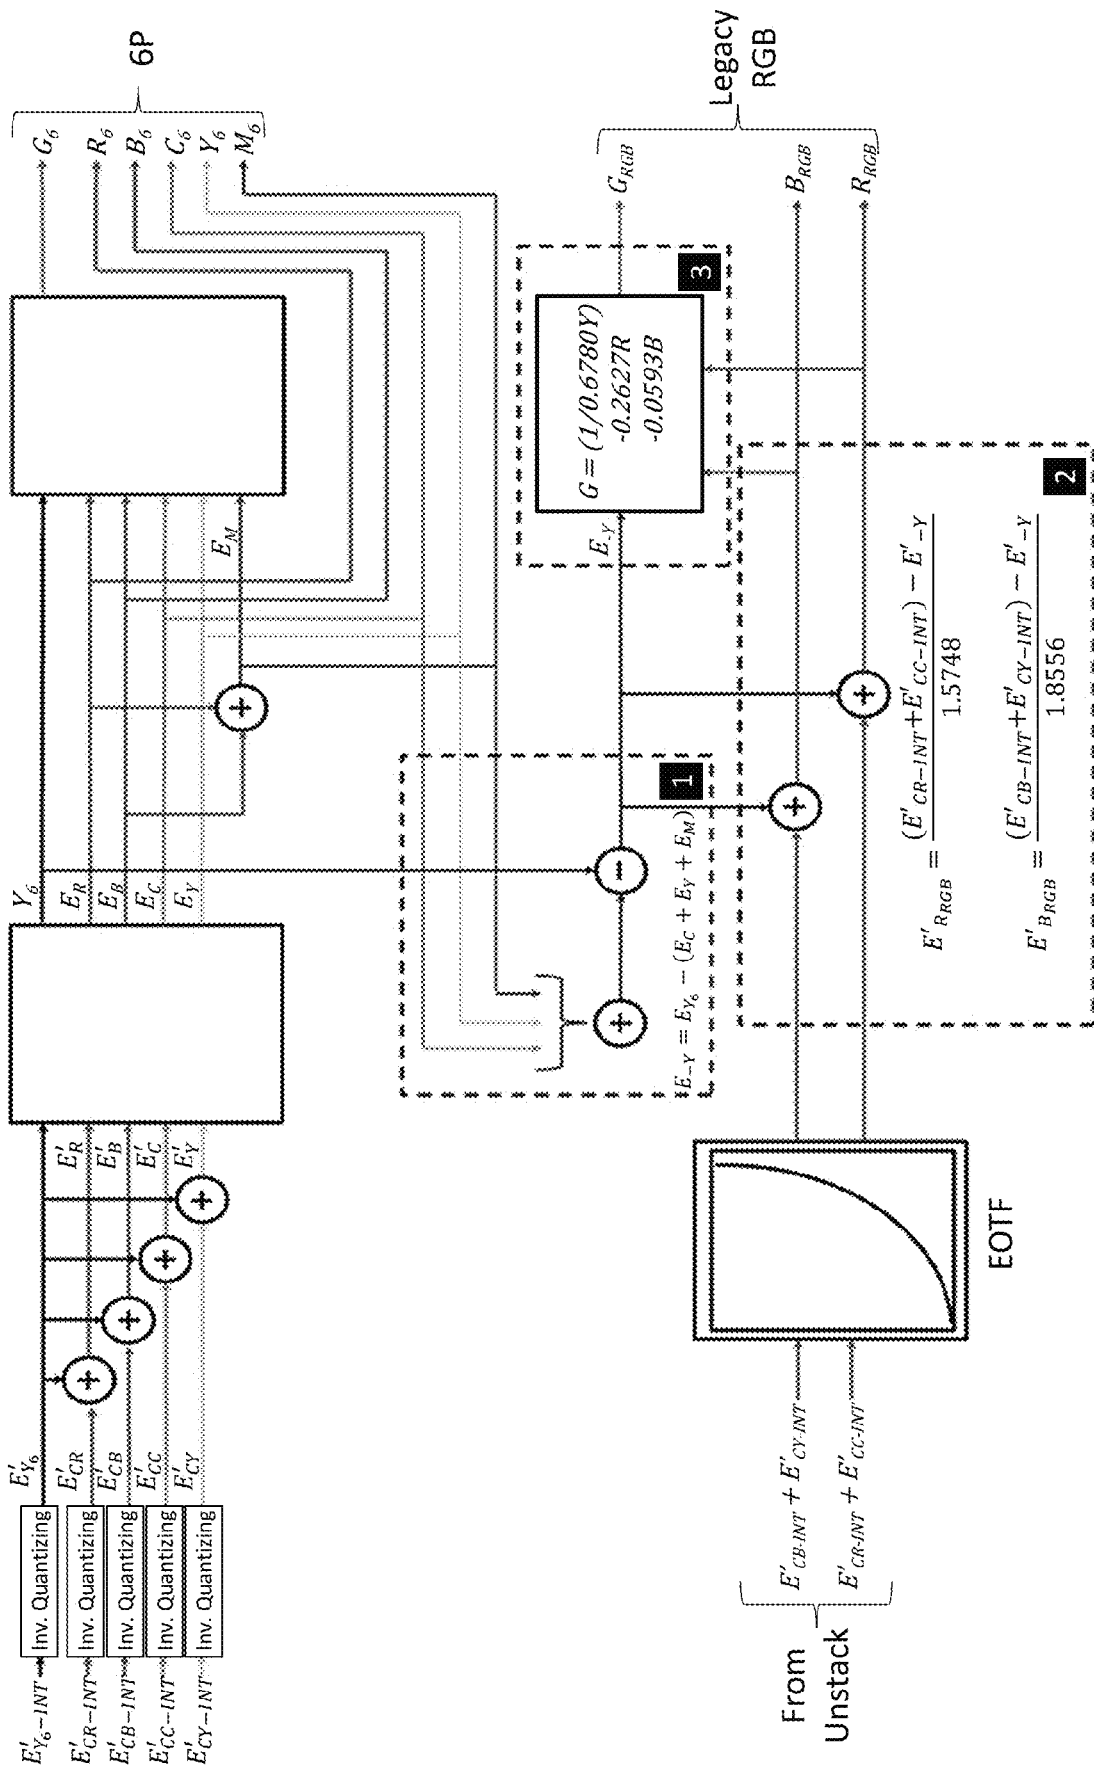 E'Y6-INT
E'CR-INT
E'CB-INT
E'CC-INT
E'CY-INT
Inv. Quantizing
Inv. Quantizing
Inv. Quantizing
Inv. Quantizing
Inv. Quantizing
E'Y6
E'CR
E'CB
E'CC
E'CY
+
+
+
+
E'R
E'B
E'C
E'Y
Y6
ER
EB
EC
EY
+
EM
G6
R6
B6
C6
Y6
M6
6P
+
−
E−Y = EY6 − (EC + EY + EM)
1
E-Y
G = (1/0.6780Y)
-0.2627R
-0.0593B
3
GRGB
BRGB
RRGB
Legacy
RGB
From
Unstack
E'CB-INT + E'CY-INT
E'CR-INT + E'CC-INT
EOTF
+
+
E'RRGB = (E'CR−INT+E'CC−INT) − E'−Y
1.5748
E'BRGB = (E'CB−INT+E'CY−INT) − E'−Y
1.8556
2